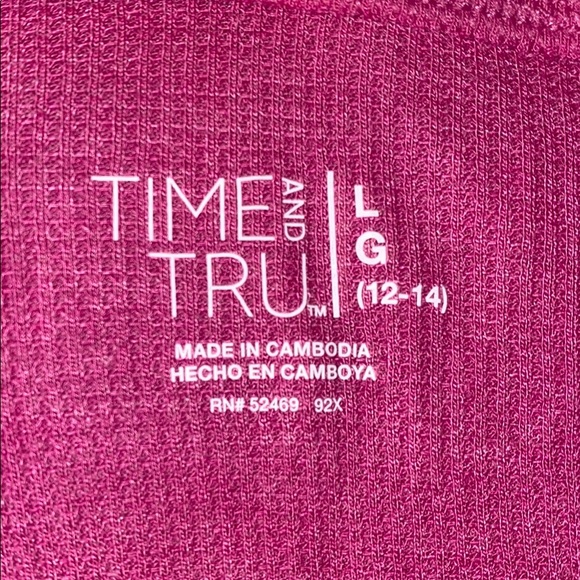 TIME AND
TRU™
L
G
(12-14)
MADE IN CAMBODIA
HECHO EN CAMBOYA
RN# 52469 92X